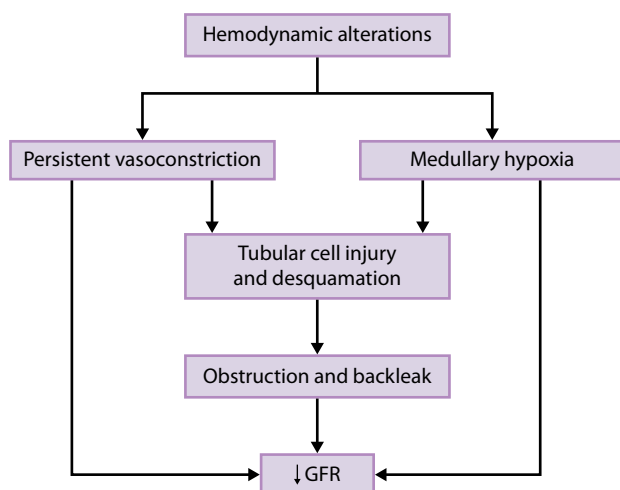 Hemodynamic alterations
Persistent vasoconstriction
Medullary hypoxia
Tubular cell injury
and desquamation
Obstruction and backleak
↓GFR